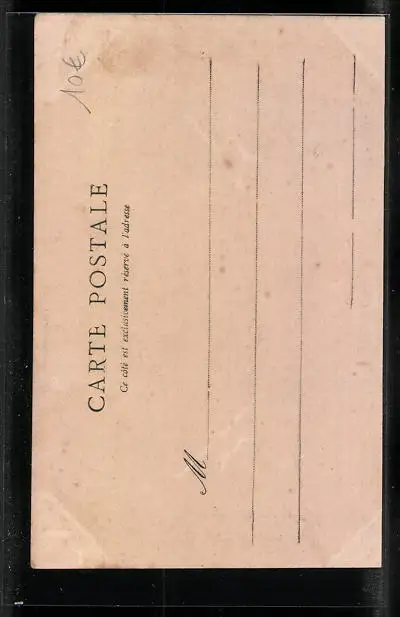 10€
CARTE POSTALE
Ce côté est exclusivement réservé à l'adresse
M